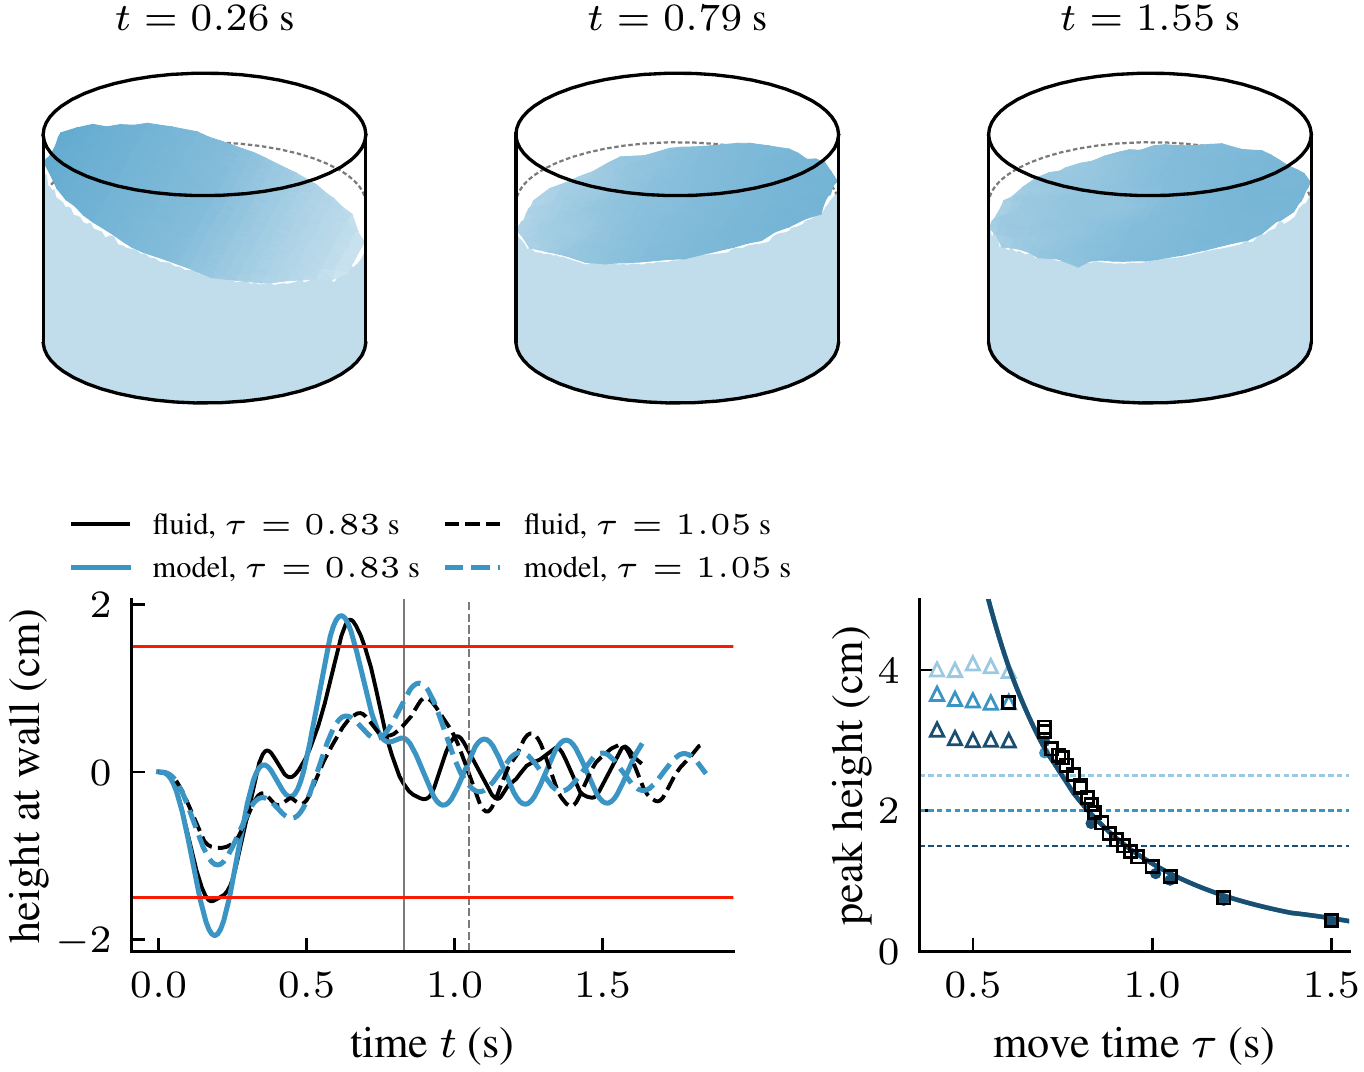 t = 0.26 s
t = 0.79 s
t = 1.55 s
fluid, τ = 0.83 s
fluid, τ = 1.05 s
model, τ = 0.83 s
model, τ = 1.05 s
height at wall (cm)
2
0
−2
0.0
0.5
1.0
1.5
time t (s)
peak height (cm)
4
2
0
0.5
1.0
1.5
move time τ (s)